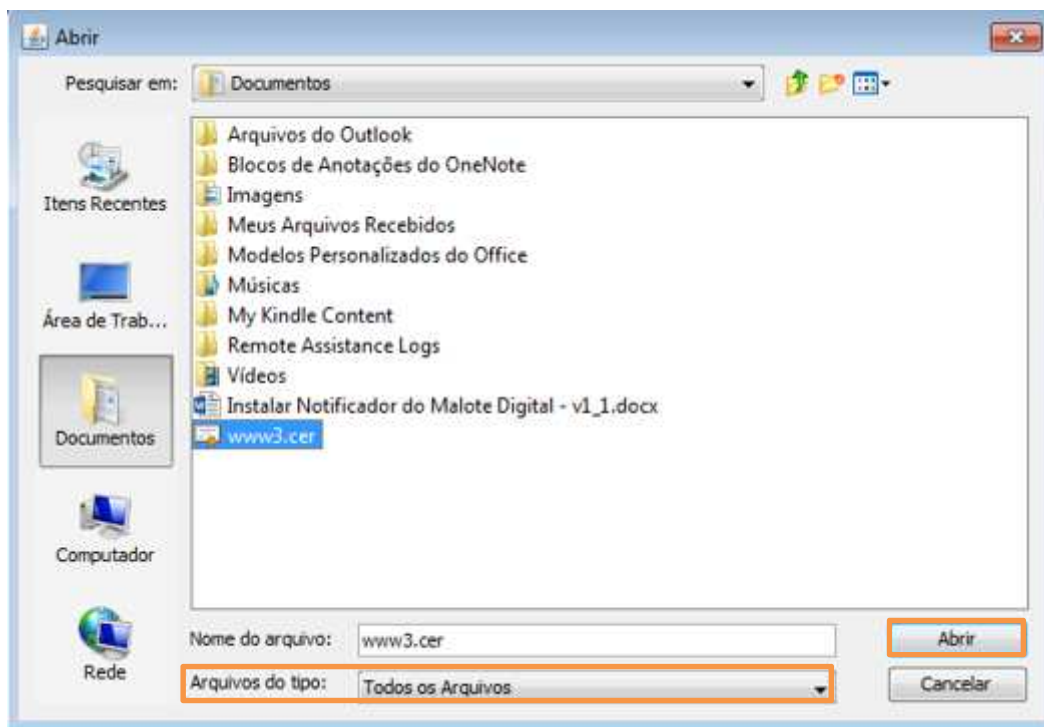 Abrir
Pesquisar em: Documentos
Itens Recentes
Área de Trab...
Documentos
Computador
Rede
Arquivos do Outlook
Blocos de Anotações do OneNote
Imagens
Meus Arquivos Recebidos
Modelos Personalizados do Office
Músicas
My Kindle Content
Remote Assistance Logs
Vídeos
Instalar Notificador do Malote Digital - v1_1.docx
www3.cer
Nome do arquivo: www3.cer Abrir
Arquivos do tipo: Todos os Arquivos Cancelar